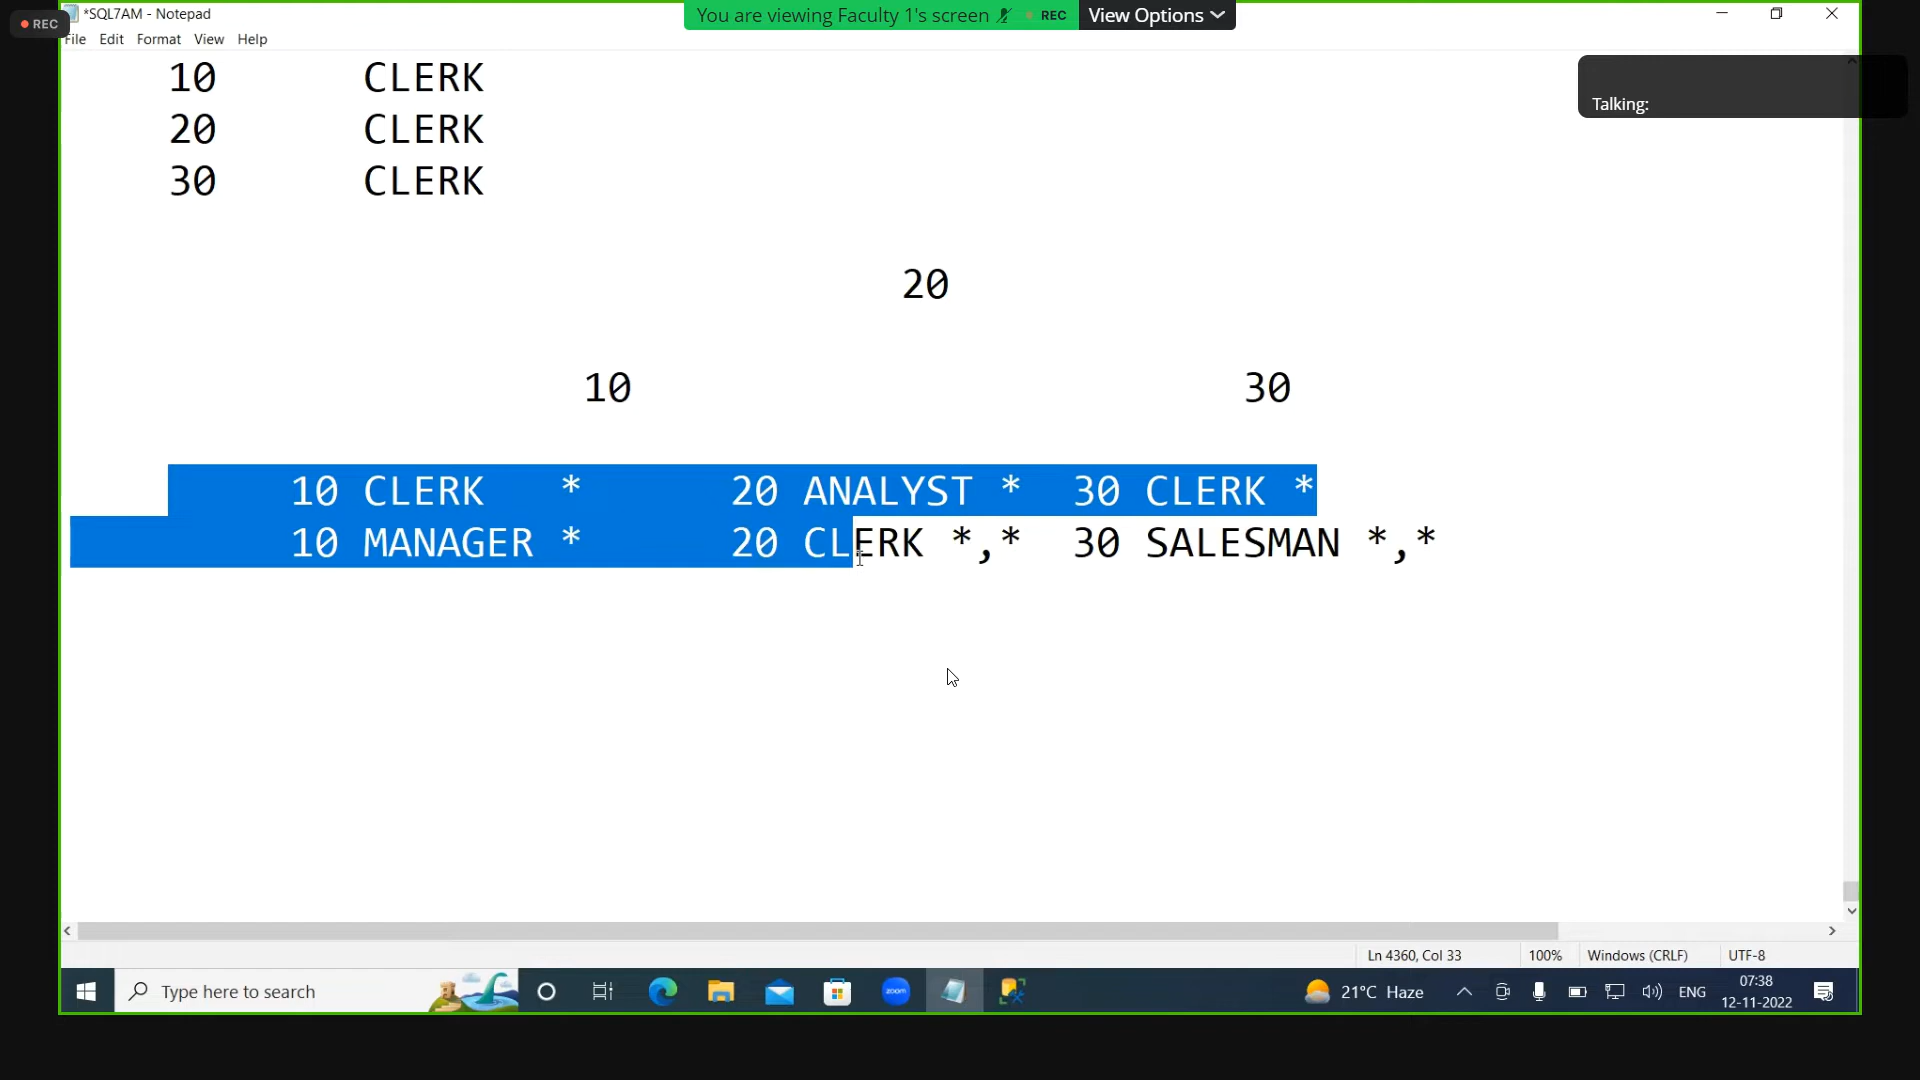 REC
*SQL7AM - Notepad
You are viewing Faculty 1's screen REC View Options
File Edit Format View Help
Talking:
10 CLERK
20 CLERK
30 CLERK
20
10 30
10 CLERK * 20 ANALYST * 30 CLERK *
10 MANAGER * 20 CLERK *,* 30 SALESMAN *,*
Ln 4360, Col 33 100% Windows (CRLF) UTF-8
Type here to search zoom 21°C Haze ENG 07:38
12-11-2022